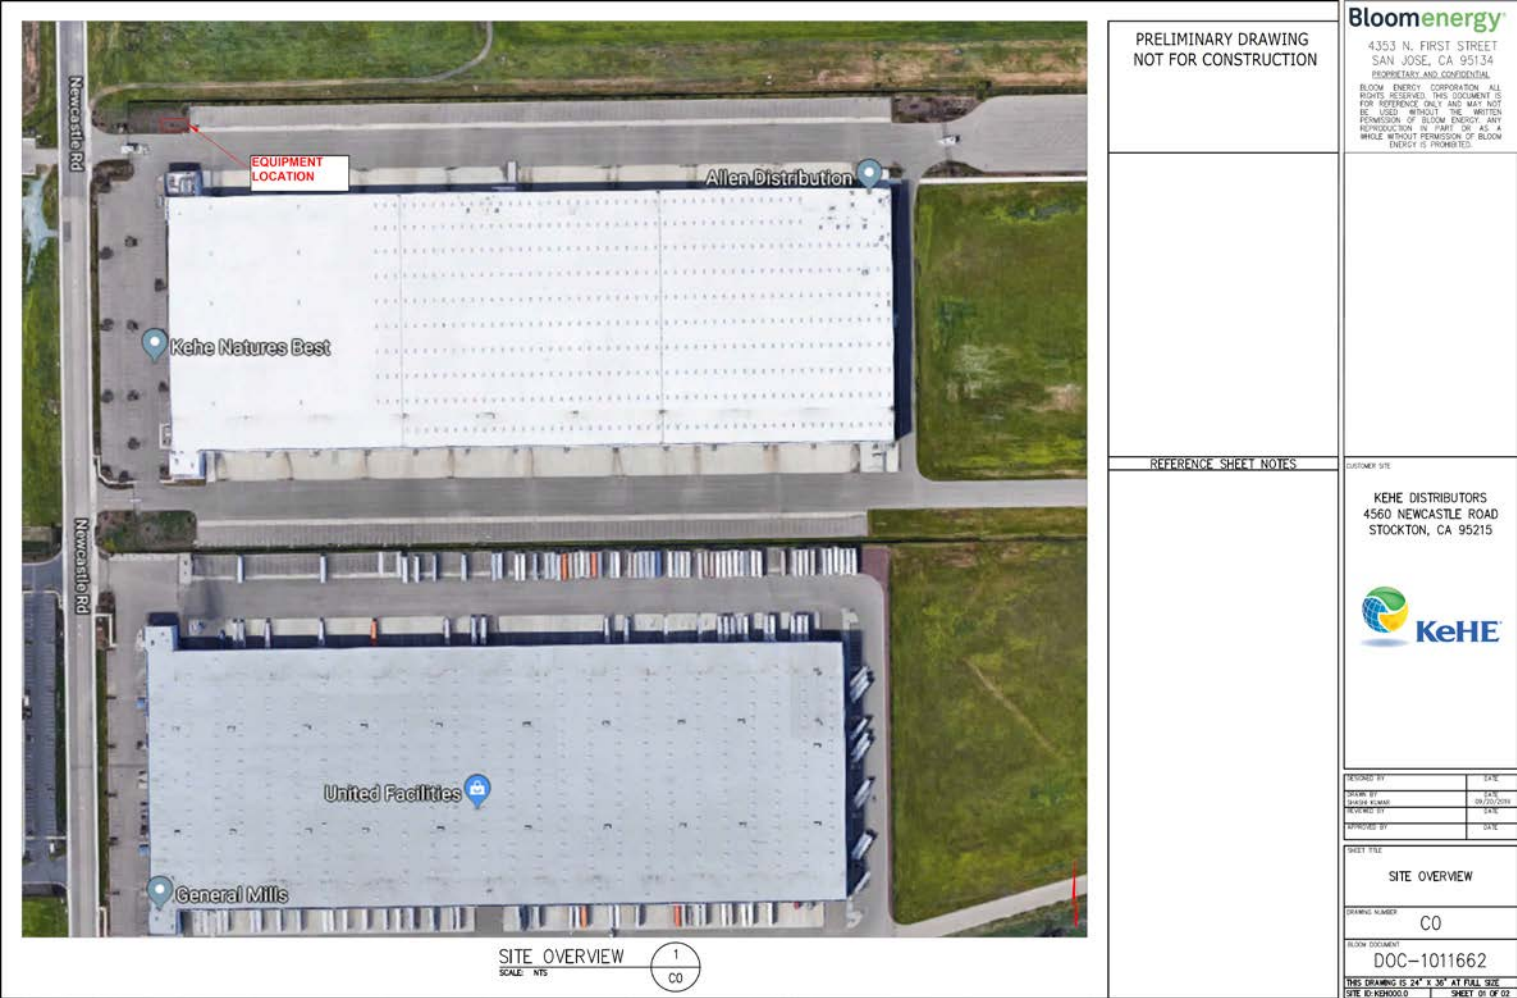 Newcastle Rd
EQUIPMENT
LOCATION
Allen Distribution
Kehe Natures Best
Newcastle Rd
United Facilities
General Mills
SITE OVERVIEW
SCALE: NTS
1
C0
PRELIMINARY DRAWING
NOT FOR CONSTRUCTION
REFERENCE SHEET NOTES
Bloomenergy
4353 N. FIRST STREET
SAN JOSE, CA 95134
PROPRIETARY AND CONFIDENTIAL
BLOOM ENERGY CORPORATION ALL
RIGHTS RESERVED. THIS DOCUMENT IS
FOR REFERENCE ONLY AND MAY NOT
BE USED WITHOUT THE WRITTEN
PERMISSION OF BLOOM ENERGY. ANY
REPRODUCTION IN PART OR AS A
WHOLE WITHOUT PERMISSION OF BLOOM
ENERGY IS PROHIBITED.
CUSTOMER SITE
KEHE DISTRIBUTORS
4560 NEWCASTLE ROAD
STOCKTON, CA 95215
KeHE
DESIGNED BY DATE
DRAWN BY DATE
SHASHI KUMAR
REVIEWED BY DATE
APPROVED BY DATE
SHEET TITLE
SITE OVERVIEW
DRAWING NUMBER
C0
BLOOM DOCUMENT
DOC-1011662
THIS DRAWING IS 24" X 36" AT FULL SIZE
SITE ID: KEH000.0 SHEET 01 OF 02